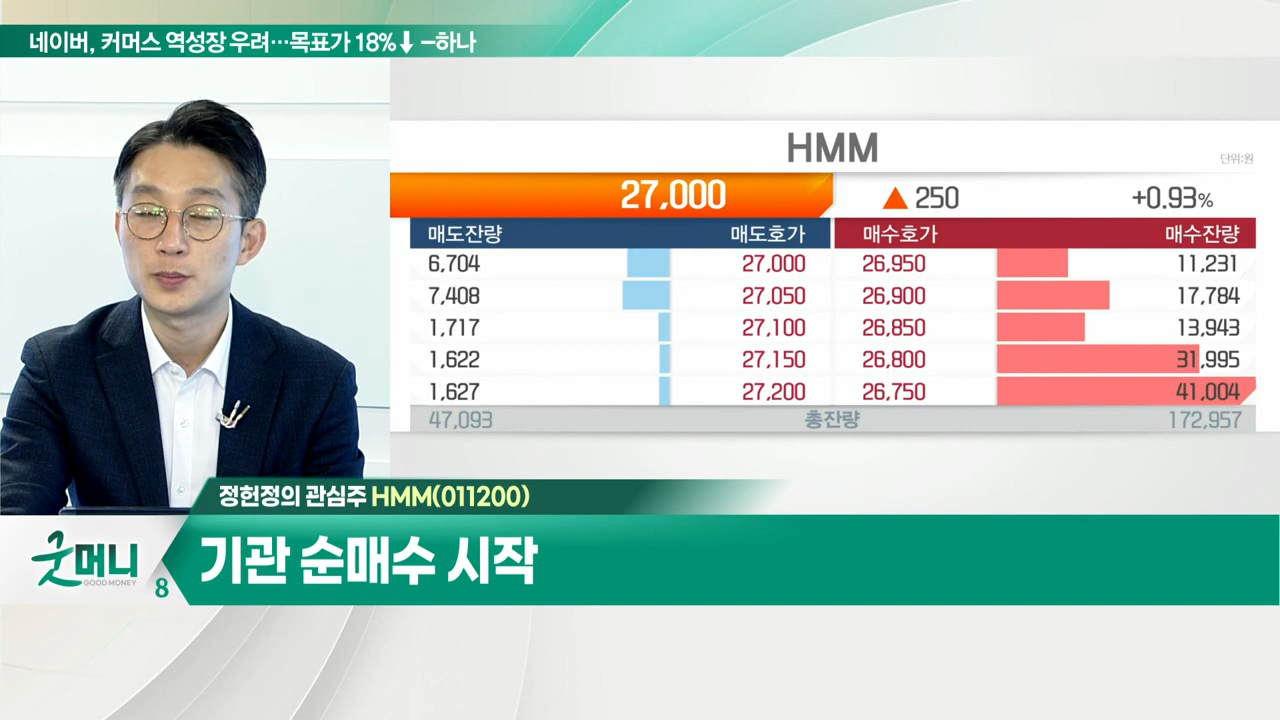 네이버, 커머스 역성장 우려…목표가 18%⬇ –하나
HMM
단위:원
27,000 ▲ 250 +0.93%
매도잔량 매도호가 매수호가 매수잔량
6,704 27,000 26,950 11,231
7,408 27,050 26,900 17,784
1,717 27,100 26,850 13,943
1,622 27,150 26,800 31,995
1,627 27,200 26,750 41,004
47,093 총잔량 172,957
정헌정의 관심주 HMM(011200)
굿머니
GOOD MONEY
8
기관 순매수 시작